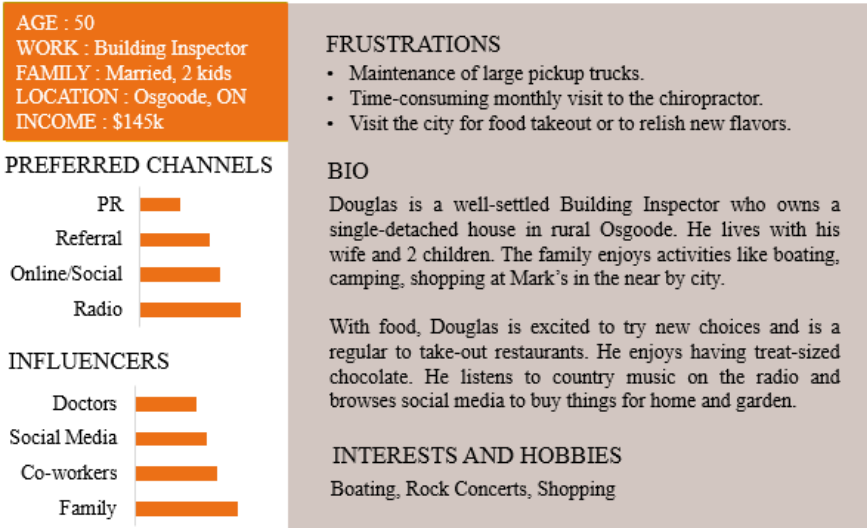 AGE : 50
WORK : Building Inspector
FAMILY : Married, 2 kids
LOCATION : Osgoode, ON
INCOME : $145k
PREFERRED CHANNELS
PR
Referral
Online/Social
Radio
INFLUENCERS
Doctors
Social Media
Co-workers
Family
FRUSTRATIONS
• Maintenance of large pickup trucks.
• Time-consuming monthly visit to the chiropractor.
• Visit the city for food takeout or to relish new flavors.
BIO
Douglas is a well-settled Building Inspector who owns a
single-detached house in rural Osgoode. He lives with his
wife and 2 children. The family enjoys activities like boating,
camping, shopping at Mark's in the near by city.
With food, Douglas is excited to try new choices and is a
regular to take-out restaurants. He enjoys having treat-sized
chocolate. He listens to country music on the radio and
browses social media to buy things for home and garden.
INTERESTS AND HOBBIES
Boating, Rock Concerts, Shopping